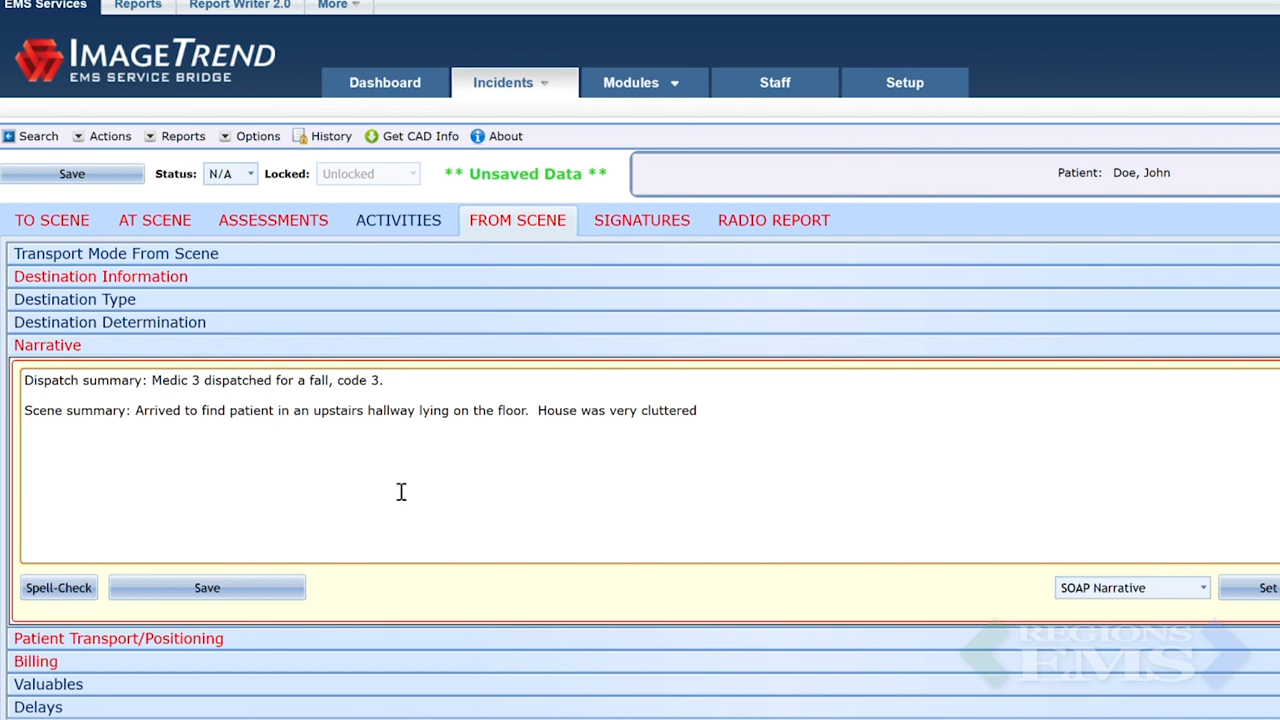 EMS Services Reports Report Writer 2.0 More
IMAGETREND
EMS SERVICE BRIDGE
Dashboard Incidents Modules Staff Setup
Search Actions Reports Options History Get CAD Info About
Save Status: N/A Locked: Unlocked ** Unsaved Data ** Patient: Doe, John
TO SCENE AT SCENE ASSESSMENTS ACTIVITIES FROM SCENE SIGNATURES RADIO REPORT
Transport Mode From Scene
Destination Information
Destination Type
Destination Determination
Narrative
Dispatch summary: Medic 3 dispatched for a fall, code 3.
Scene summary: Arrived to find patient in an upstairs hallway lying on the floor.  House was very cluttered
Spell-Check Save SOAP Narrative Set
Patient Transport/Positioning
Billing
Valuables
Delays
REGIONS
EMS